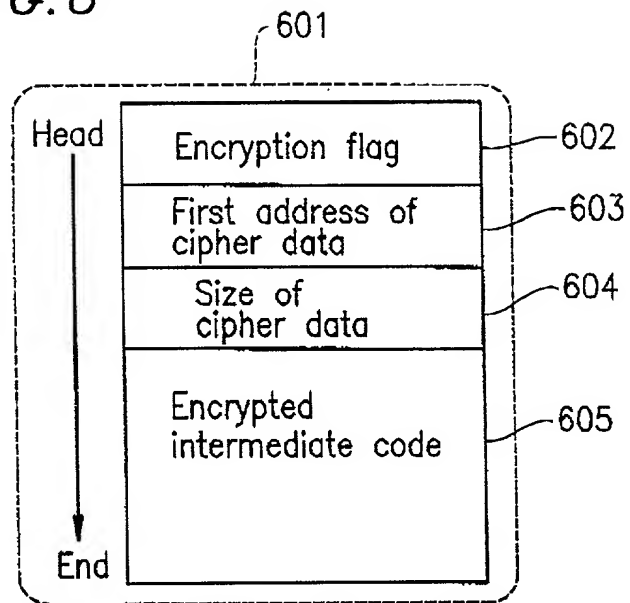 601
Head
Encryption flag
602
First address of
cipher data
603
Size of
cipher data
604
Encrypted
intermediate code
605
End